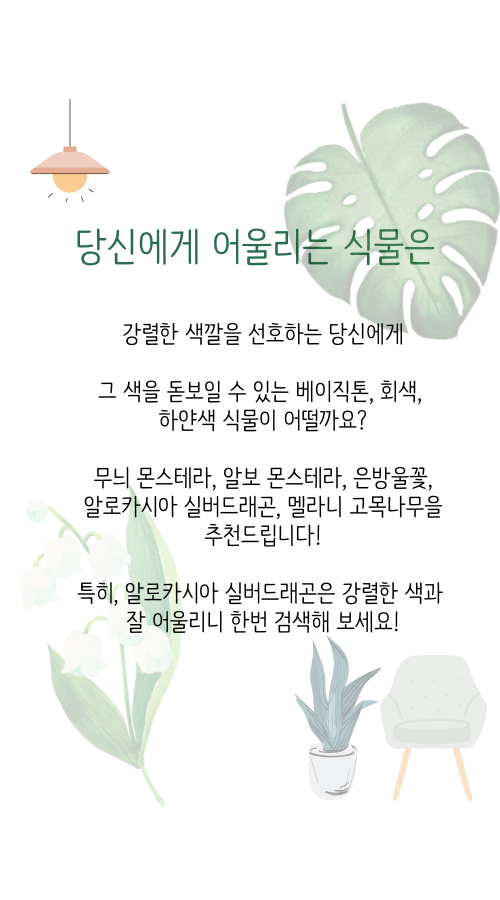 당신에게 어울리는 식물은
강렬한 색깔을 선호하는 당신에게
그 색을 돋보일 수 있는 베이직톤, 회색,
하얀색 식물이 어떨까요?
무늬 몬스테라, 알보 몬스테라, 은방울꽃,
알로카시아 실버드래곤, 멜라니 고목나무을
추천드립니다!
특히, 알로카시아 실버드래곤은 강렬한 색과
잘 어울리니 한번 검색해 보세요!